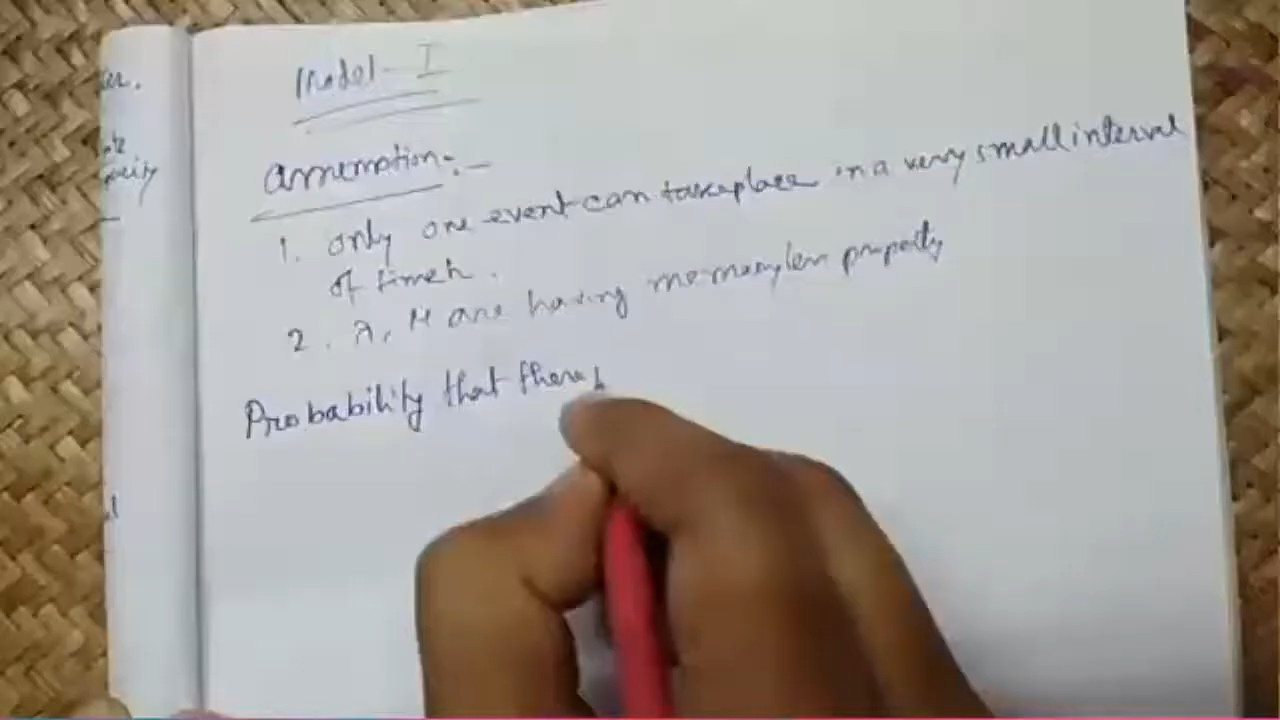 Model - I
Assumption :-
1. Only one event can take place in a very small interval
of time h.
2. λ, μ are having memoryless property
Probability that there